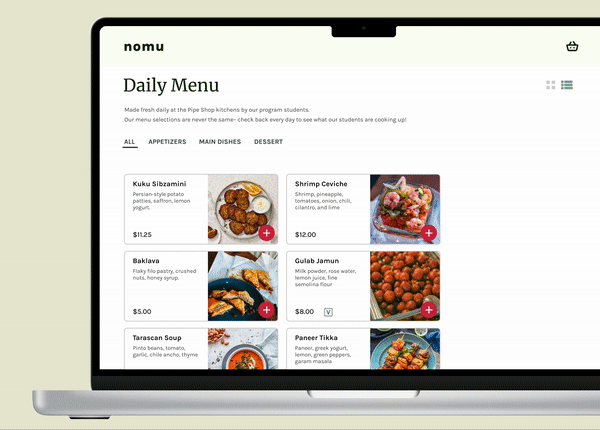 nomu
Daily Menu
Made fresh daily at the Pipe Shop kitchens by our program students.
Our menu selections are never the same- check back every day to see what our students are cooking up!
ALL APPETIZERS MAIN DISHES DESSERT
Kuku Sibzamini
Persian-style potato
patties, saffron, lemon
yogurt.
$11.25
Shrimp Ceviche
Shrimp, pineapple,
tomatoes, onion, chili,
cilantro, and lime
$12.00
Baklava
Flaky filo pastry, crushed
nuts, honey syrup.
$5.00
Gulab Jamun
Milk powder, rose water,
lemon juice, fine
semolina flour
$8.00 V
Tarascan Soup
Pinto beans, tomato,
garlic, chile ancho, thyme
Paneer Tikka
Paneer, greek yogurt,
lemon, green peppers,
garam masala